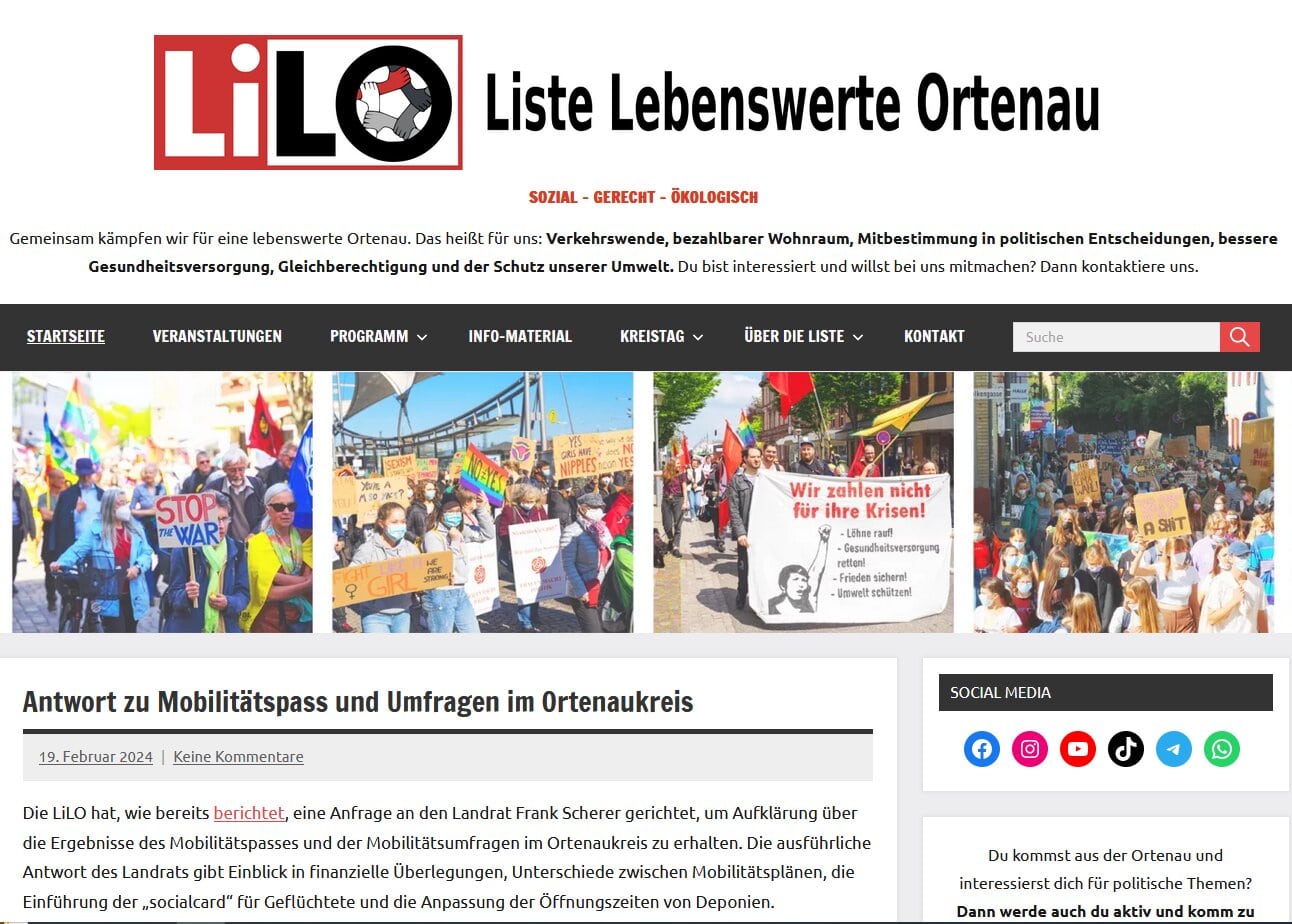 LiLO Liste Lebenswerte Ortenau
SOZIAL - GERECHT - ÖKOLOGISCH
Gemeinsam kämpfen wir für eine lebenswerte Ortenau. Das heißt für uns: Verkehrswende, bezahlbarer Wohnraum, Mitbestimmung in politischen Entscheidungen, bessere
Gesundheitsversorgung, Gleichberechtigung und der Schutz unserer Umwelt. Du bist interessiert und willst bei uns mitmachen? Dann kontaktiere uns.
STARTSEITE VERANSTALTUNGEN PROGRAMM INFO-MATERIAL KREISTAG ÜBER DIE LISTE KONTAKT Suche
STOP
THE WAR
SEXISM
NO YES
YES
GIRLS HAVE
NIPPLES
FIGHT LIKE A
GIRL
WE
ARE
STRONG
Wir zahlen nicht
für ihre Krisen!
- Löhne rauf!
- Gesundheitsversorgung
retten!
- Frieden sichern!
- Umwelt schützen!
A SHIT
Antwort zu Mobilitätspass und Umfragen im Ortenaukreis
19. Februar 2024 | Keine Kommentare
Die LiLO hat, wie bereits berichtet, eine Anfrage an den Landrat Frank Scherer gerichtet, um Aufklärung über
die Ergebnisse des Mobilitätspasses und der Mobilitätsumfragen im Ortenaukreis zu erhalten. Die ausführliche
Antwort des Landrats gibt Einblick in finanzielle Überlegungen, Unterschiede zwischen Mobilitätsplänen, die
Einführung der „socialcard“ für Geflüchtete und die Anpassung der Öffnungszeiten von Deponien.
SOCIAL MEDIA
Du kommst aus der Ortenau und
interessierst dich für politische Themen?
Dann werde auch du aktiv und komm zu